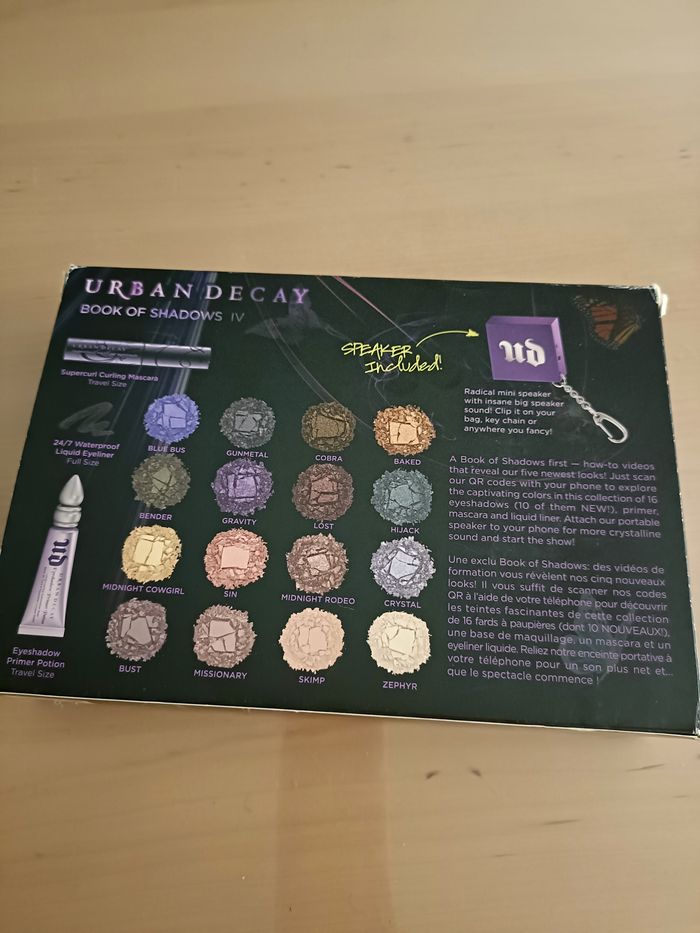 URBAN DECAY
BOOK OF SHADOWS IV
URBAN DECAY
Supercurl Curling Mascara
Travel Size
24/7 Waterproof
Liquid Eyeliner
Full Size
ud
URBAN DECAY
Eyeshadow
Primer Potion
Travel Size
BLUE BUS
GUNMETAL
COBRA
BAKED
BENDER
GRAVITY
LOST
HIJACK
MIDNIGHT COWGIRL
SIN
MIDNIGHT RODEO
CRYSTAL
BUST
MISSIONARY
SKIMP
ZEPHYR
SPEAKER
Included!
ud
Radical mini speaker
with insane big speaker
sound! Clip it on your
bag, key chain or
anywhere you fancy!
A Book of Shadows first — how-to videos
that reveal our five newest looks! Just scan
our QR codes with your phone to explore
the captivating colors in this collection of 16
eyeshadows (10 of them NEW!), primer,
mascara and liquid liner. Attach our portable
speaker to your phone for more crystalline
sound and start the show!
Une exclu Book of Shadows: des vidéos de
formation vous révèlent nos cinq nouveaux
looks! Il vous suffit de scanner nos codes
QR à l'aide de votre téléphone pour découvrir
les teintes fascinantes de cette collection
de 16 fards à paupières (dont 10 NOUVEAUX!),
une base de maquillage, un mascara et un
eyeliner liquide. Reliez notre enceinte portative à
votre téléphone pour un son plus net et...
que le spectacle commence !